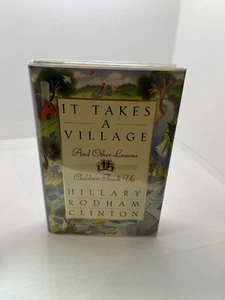 IT TAKES
A
VILLAGE
And Other Lessons
Children Teach Us
HILLARY
RODHAM
CLINTON